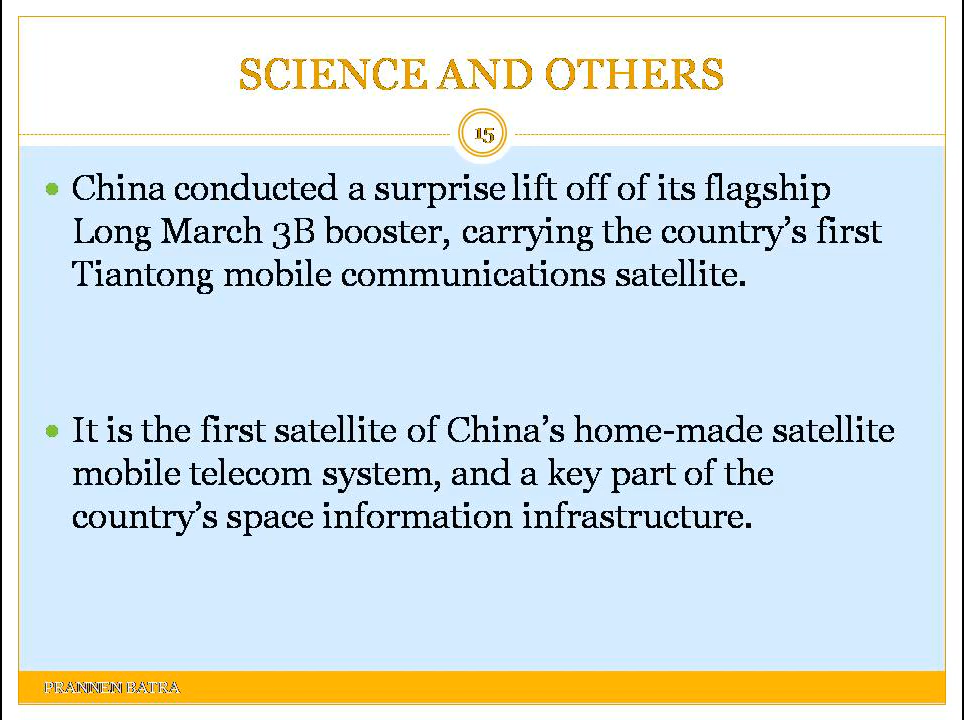 SCIENCE AND OTHERS
15
• China conducted a surprise lift off of its flagship
Long March 3B booster, carrying the country’s first
Tiantong mobile communications satellite.
• It is the first satellite of China’s home-made satellite
mobile telecom system, and a key part of the
country’s space information infrastructure.
PRANNEN BATRA